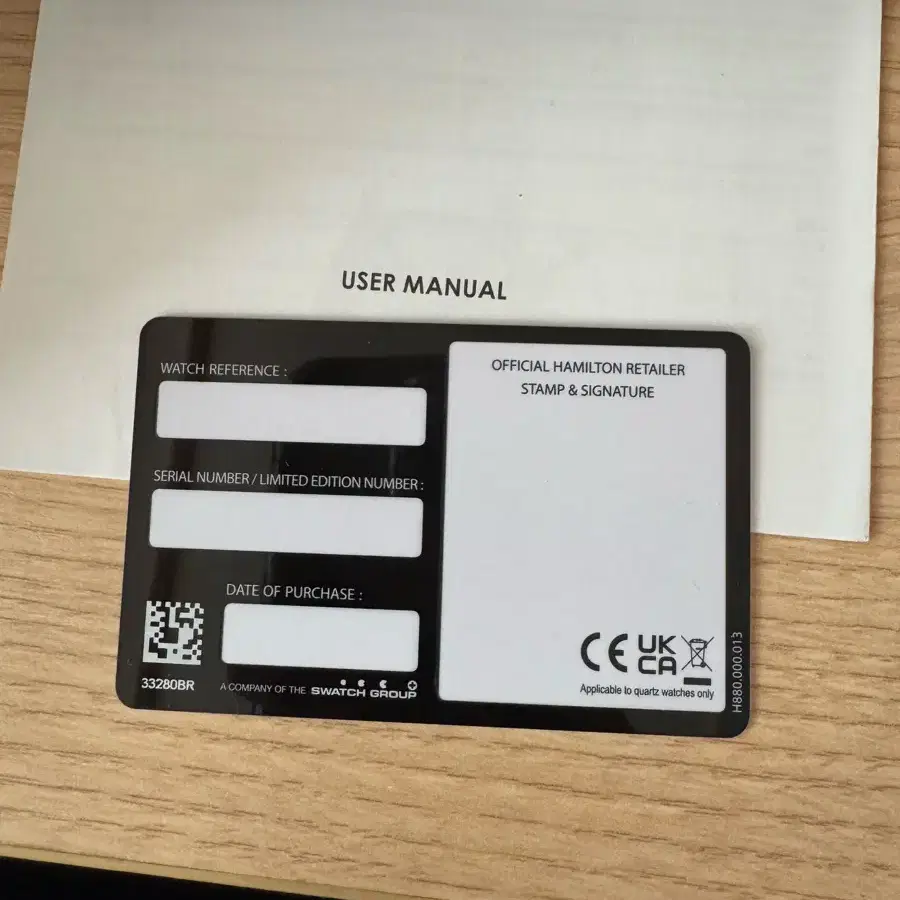 USER MANUAL
WATCH REFERENCE :
SERIAL NUMBER / LIMITED EDITION NUMBER :
DATE OF PURCHASE :
33280BR
A COMPANY OF THE SWATCH GROUP
OFFICIAL HAMILTON RETAILER
STAMP & SIGNATURE
CE UK
CA
Applicable to quartz watches only
H880.000.013